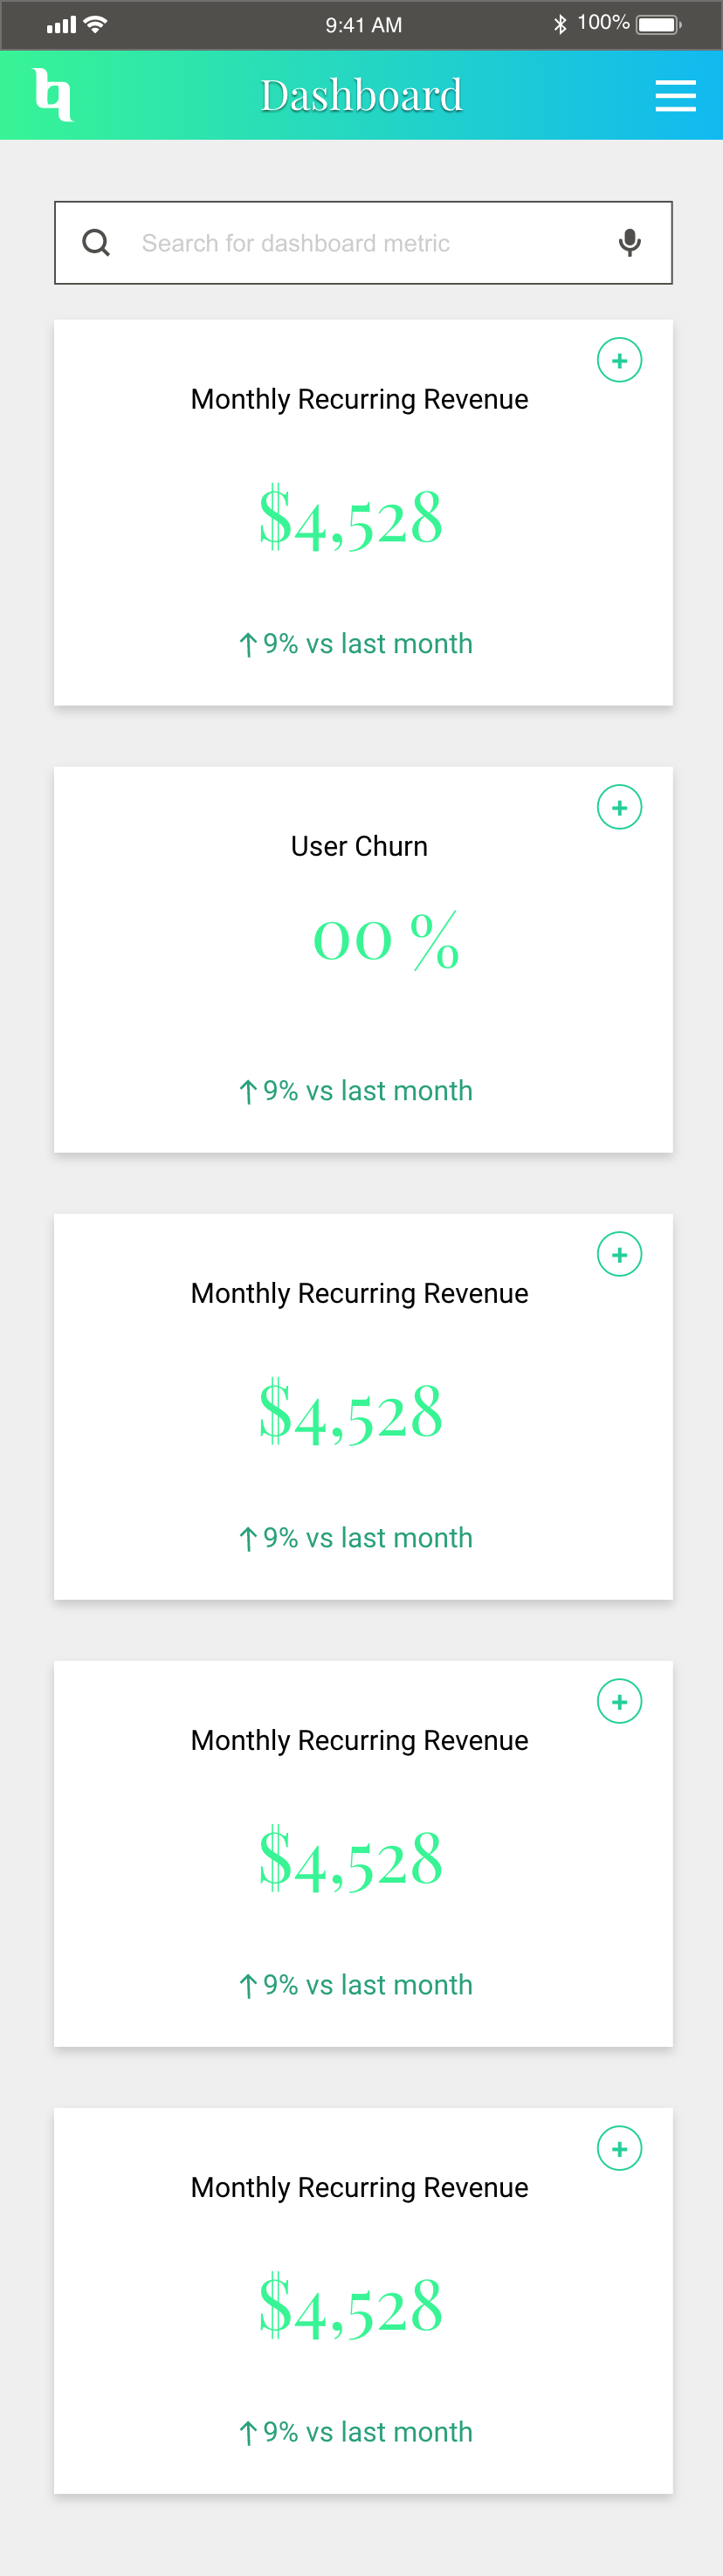 9:41 AM 100%
Dashboard
Search for dashboard metric
Monthly Recurring Revenue
$4,528
↑9% vs last month
User Churn
00 %
↑9% vs last month
Monthly Recurring Revenue
$4,528
↑9% vs last month
Monthly Recurring Revenue
$4,528
↑9% vs last month
Monthly Recurring Revenue
$4,528
↑9% vs last month